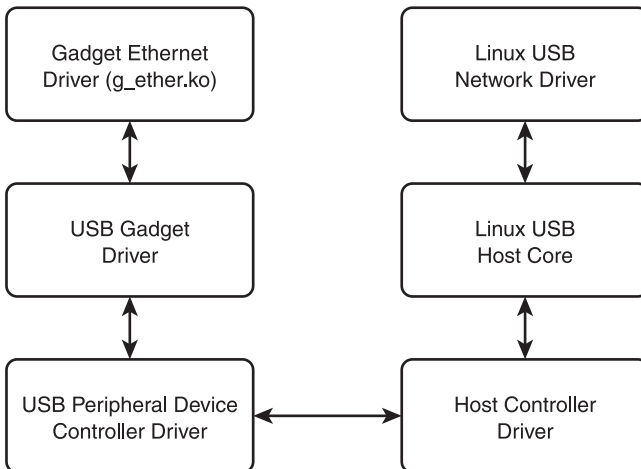 Gadget Ethernet
Driver (g_ether.ko)
Linux USB
Network Driver
USB Gadget
Driver
Linux USB
Host Core
USB Peripheral Device
Controller Driver
Host Controller
Driver